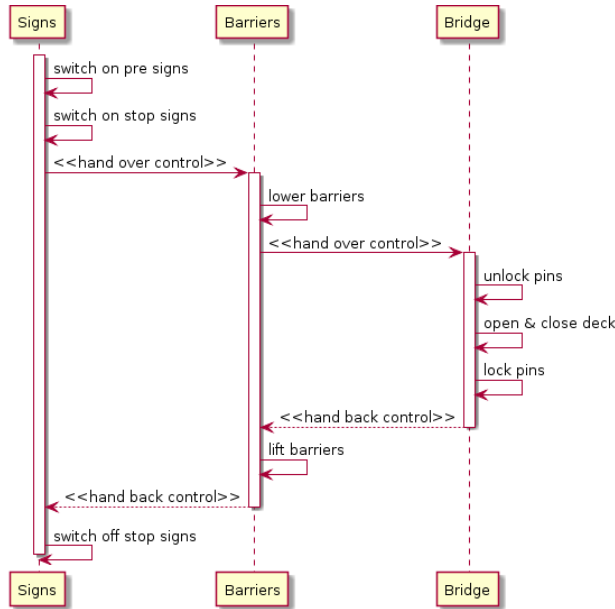 Signs
Barriers
Bridge
switch on pre signs
switch on stop signs
<<hand over control>>
lower barriers
<<hand over control>>
unlock pins
open & close deck
lock pins
<<hand back control>>
lift barriers
<<hand back control>>
switch off stop signs
Signs
Barriers
Bridge